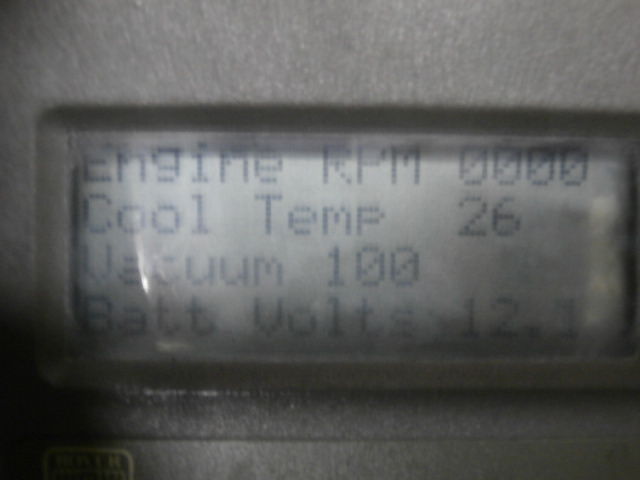 Engine RPM 0000
Cool Temp 26
Vacuum 100
Batt Volts 12.1